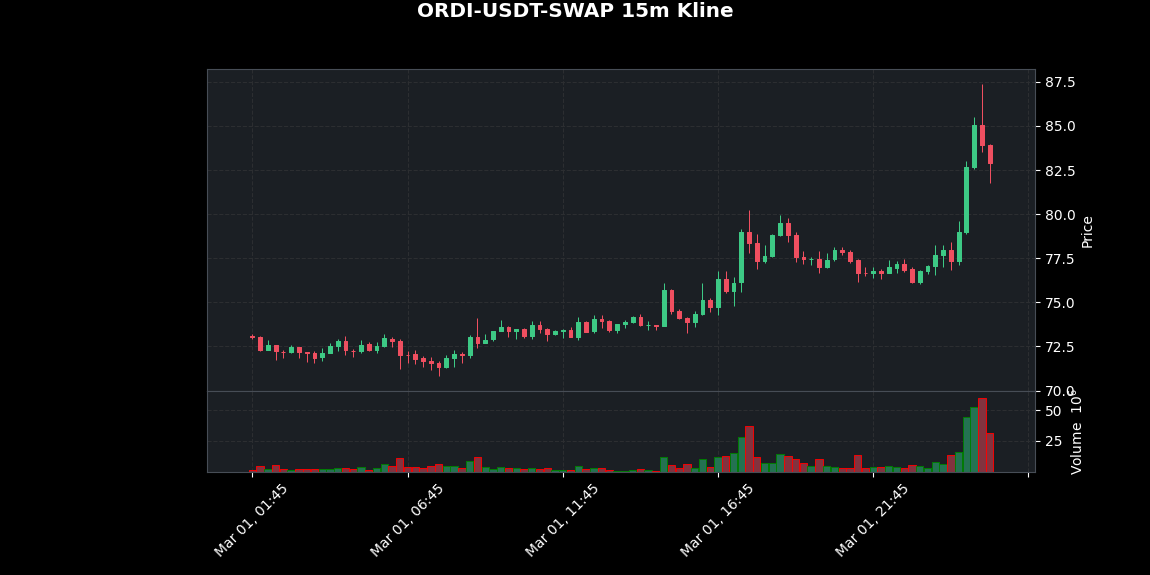 ORDI-USDT-SWAP 15m Kline
87.5
85.0
82.5
80.0
77.5
75.0
72.5
70.0
Price
50
25
Volume 10⁶
Mar 01, 01:45
Mar 01, 06:45
Mar 01, 11:45
Mar 01, 16:45
Mar 01, 21:45